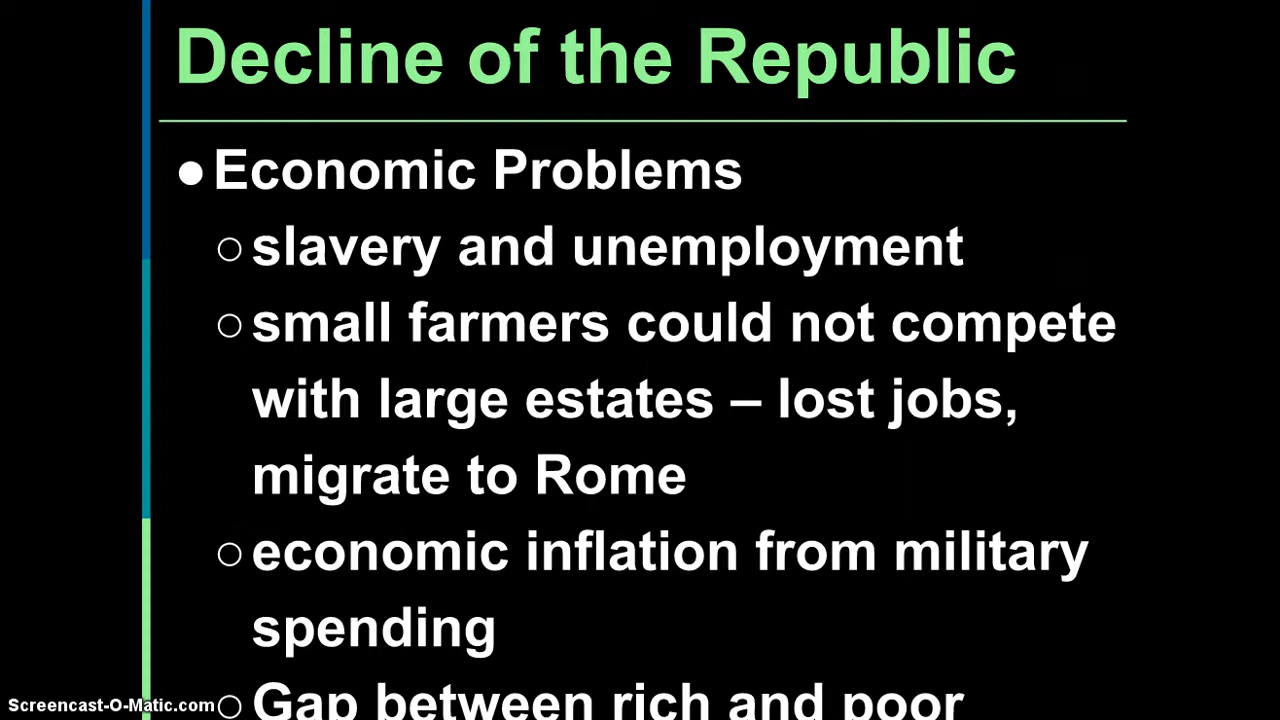 Decline of the Republic
● Economic Problems
○ slavery and unemployment
○ small farmers could not compete
with large estates – lost jobs,
migrate to Rome
○ economic inflation from military
spending
○ Gap between rich and poor
Screencast-O-Matic.com